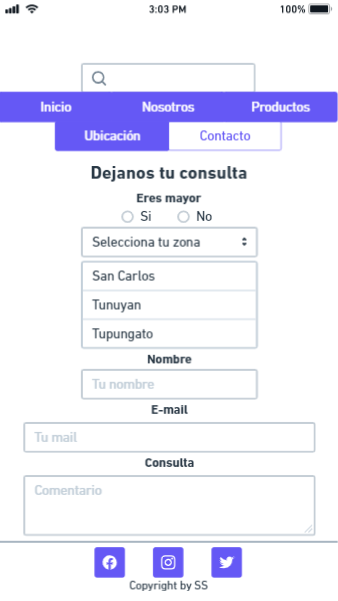 3:03 PM 100%
Inicio Nosotros Productos
Ubicación Contacto
Dejanos tu consulta
Eres mayor
Si No
Selecciona tu zona
San Carlos
Tunuyan
Tupungato
Nombre
Tu nombre
E-mail
Tu mail
Consulta
Comentario
Copyright by SS